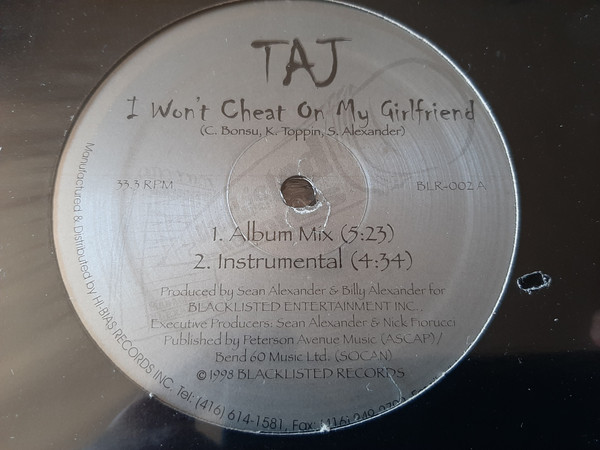 TAJ
I Won't Cheat On My Girlfriend
(C. Bonsu, K. Toppin, S. Alexander)
33.3 RPM
BLR-002 A
1. Album Mix (5:23)
2. Instrumental (4:34)
Produced by Sean Alexander & Billy Alexander for
BLACKLISTED ENTERTAINMENT INC.,
Executive Producers: Sean Alexander & Nick Fiorucci
Published by Peterson Avenue Music (ASCAP) /
Bend 60 Music Ltd. (SOCAN)
©1998 BLACKLISTED RECORDS
Manufactured & Distributed by HI-BIAS RECORDS INC. Tel: (416) 614-1581, Fax: (416)